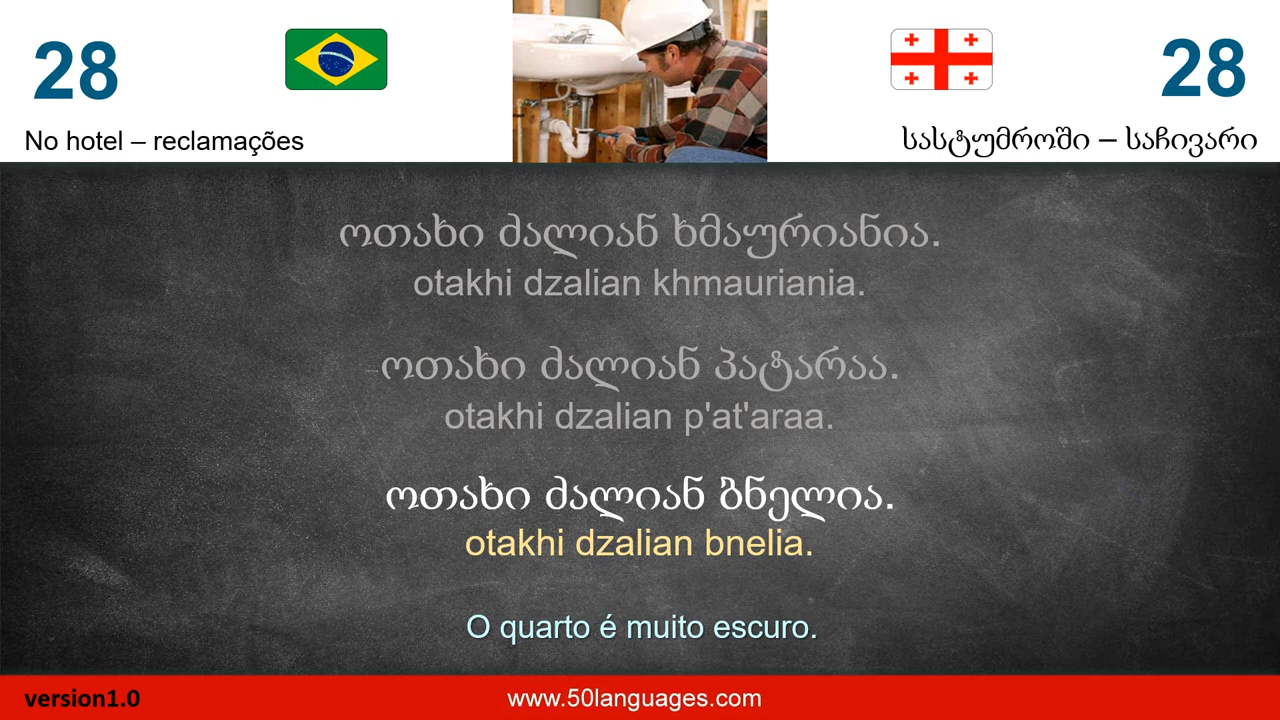 28
28
No hotel – reclamações
სასტუმროში – საჩივარი
ოთახი ძალიან ხმაურიანია.
otakhi dzalian khmauriania.
ოთახი ძალიან პატარაა.
otakhi dzalian p'at'araa.
ოთახი ძალიან ბნელია.
otakhi dzalian bnelia.
O quarto é muito escuro.
version1.0
www.50languages.com